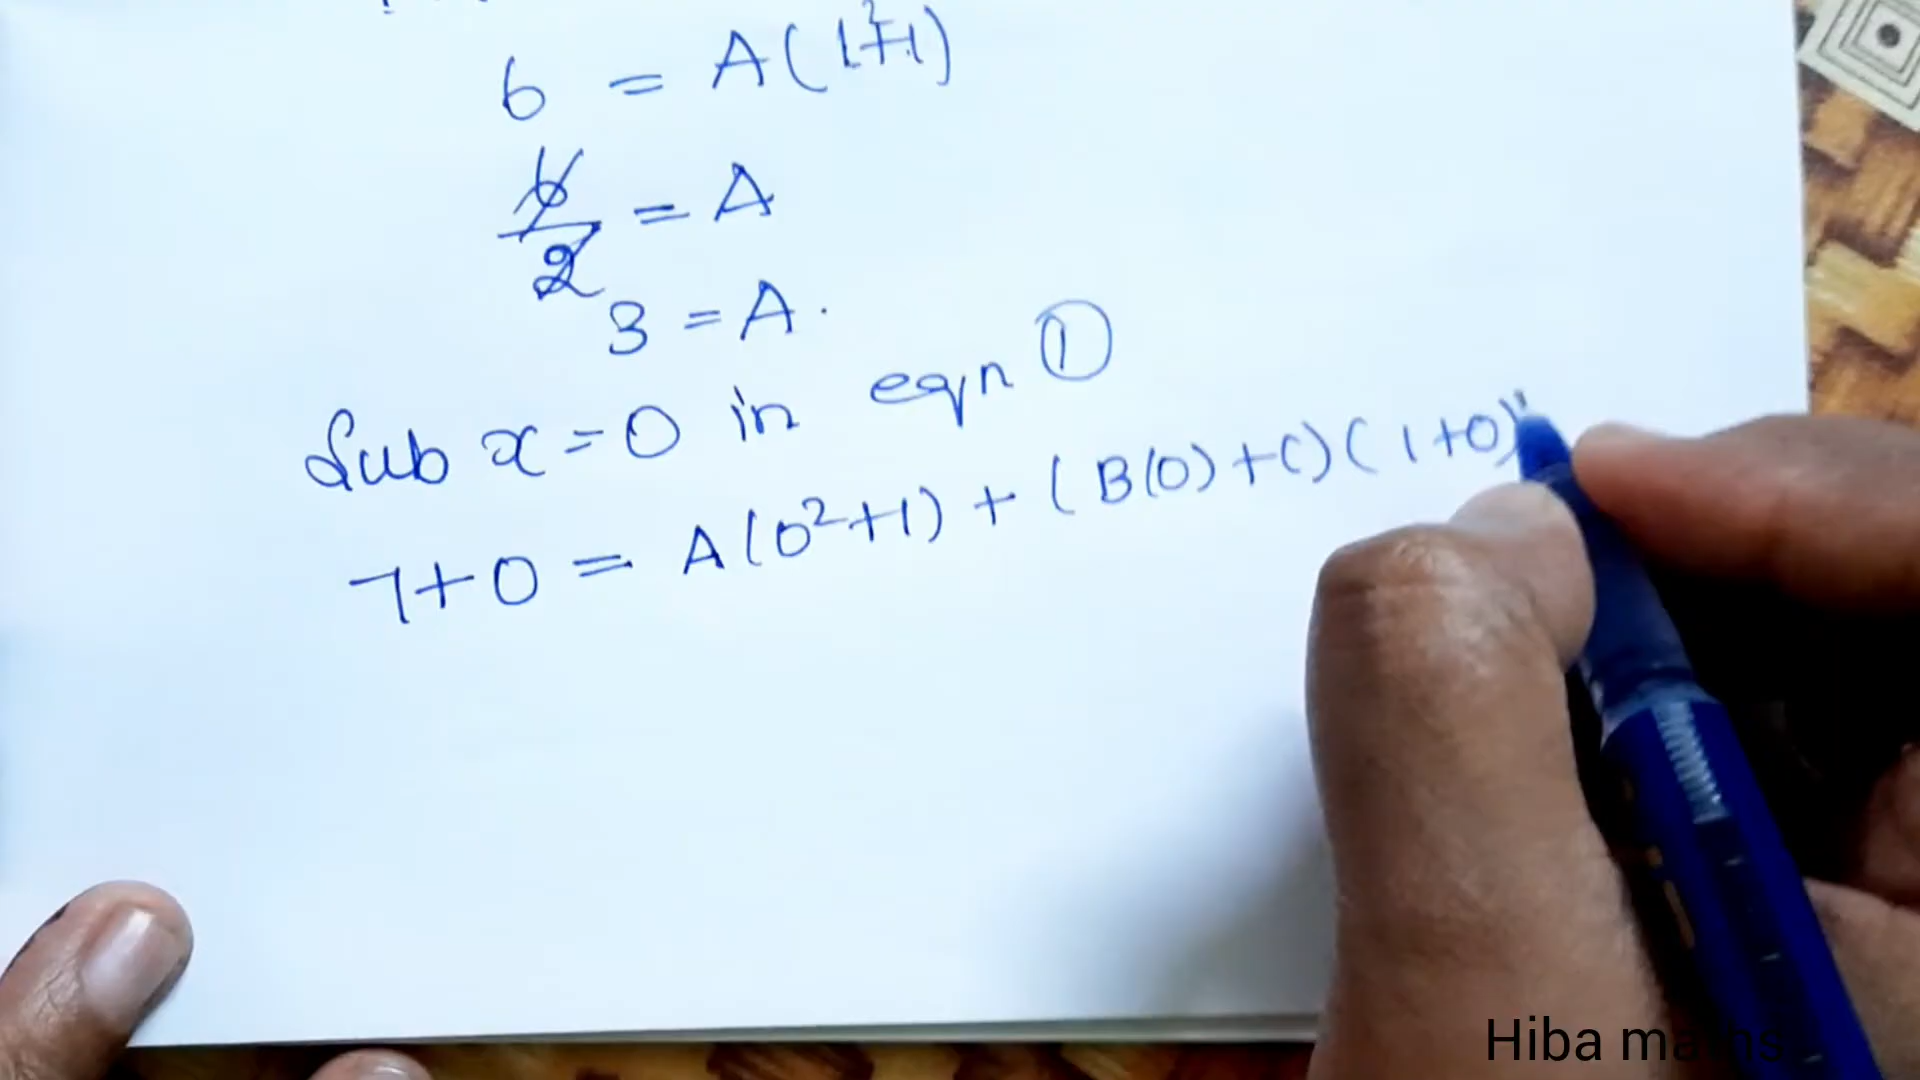 6 = A(1²+1)
6/2 = A
3 = A.
Sub x=0 in eqn ①
7+0 = A(0²+1) + (B(0)+C)(1+0)
Hiba maths